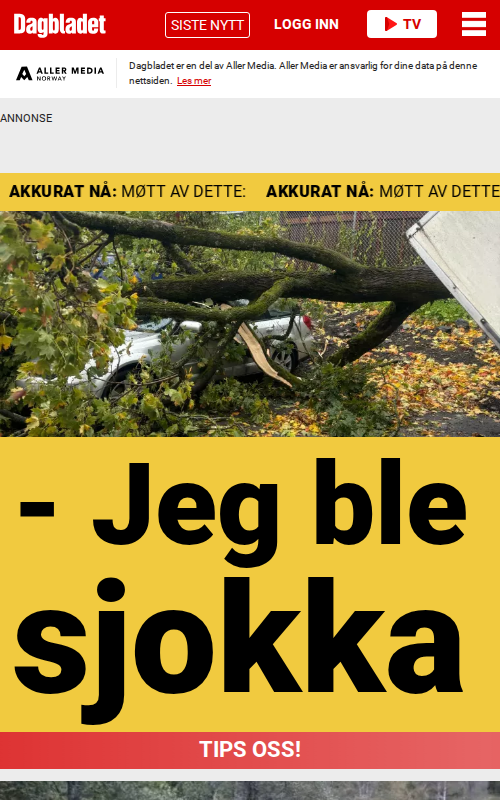 Dagbladet
SISTE NYTT
LOGG INN
TV
ALLER MEDIA
NORWAY
Dagbladet er en del av Aller Media. Aller Media er ansvarlig for dine data på denne
nettsiden. Les mer
ANNONSE
AKKURAT NÅ: MØTT AV DETTE: AKKURAT NÅ: MØTT AV DETTE
- Jeg ble
sjokka
TIPS OSS!